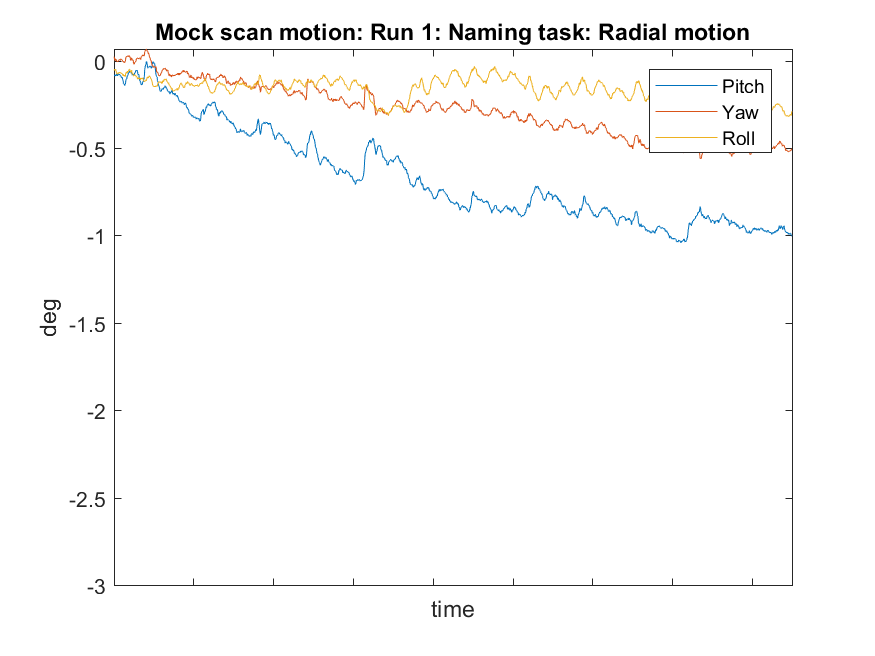 Mock scan motion: Run 1: Naming task: Radial motion
0
-0.5
-1
-1.5
-2
-2.5
-3
deg
time
Pitch
Yaw
Roll